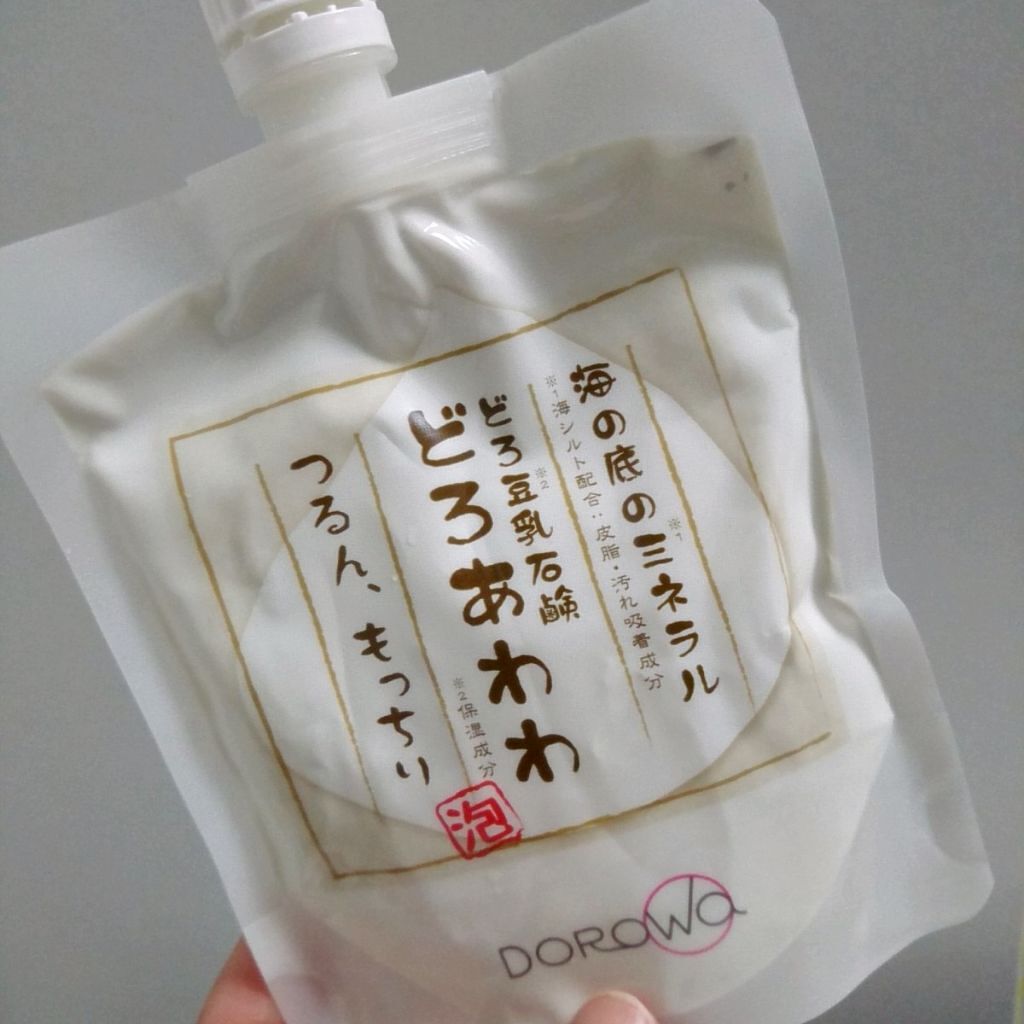 海の底のミネラル※1
※1海シルト配合:皮脂・汚れ吸着成分
どろ豆乳石鹸※2
どろあわわ
※2保湿成分
泡
つるん、もっちり
DOROwa